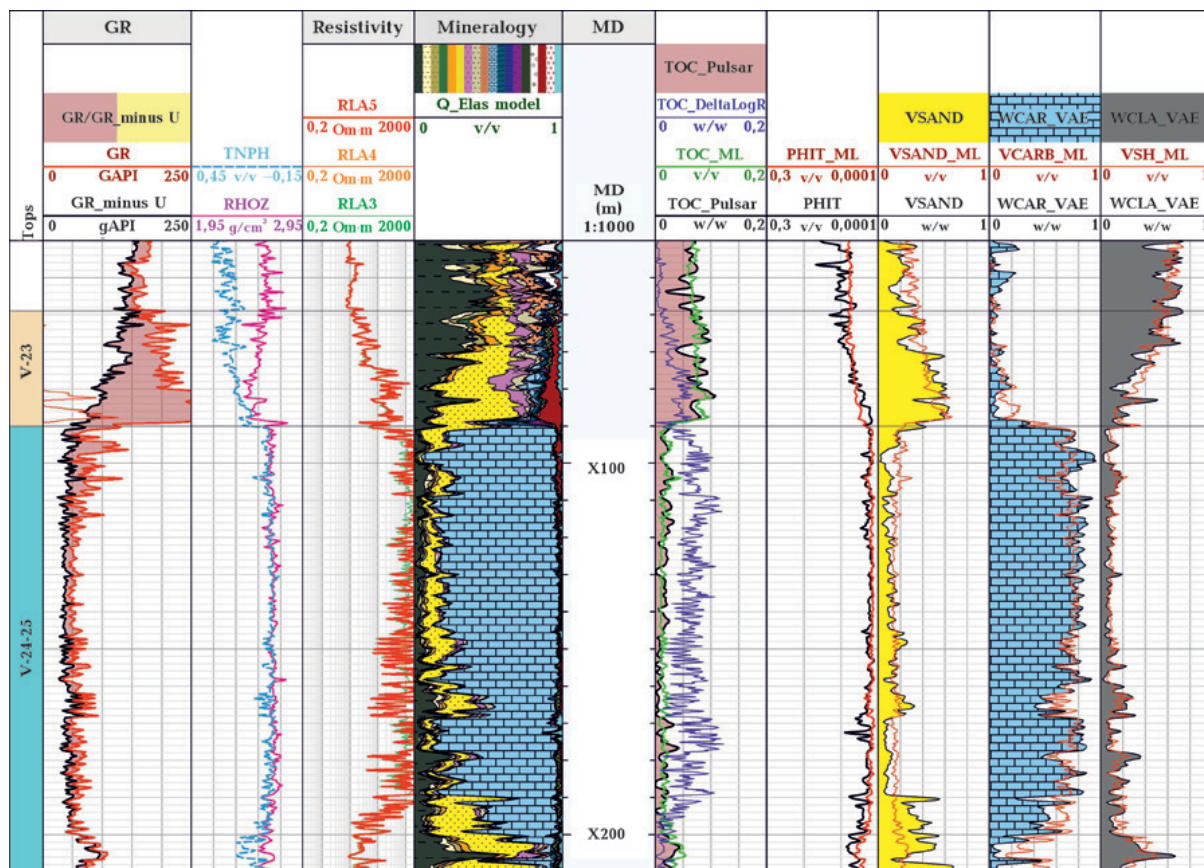 GR
Resistivity
Mineralogy
MD
TOC_Pulsar
GR/GR_minus U
RLA5
0,2 Om·m 2000
Q_Elas model
0 v/v 1
TOC_DeltaLogR
0 w/w 0,2
VSAND
WCAR_VAE
WCLA_VAE
GR
0 GAPI 250
TNPH
0,45 v/v −0,15
RLA4
0,2 Om·m 2000
TOC_ML
0 v/v 0,2
PHIT_ML
0,3 v/v 0,0001
VSAND_ML
0 v/v 1
VCARB_ML
0 v/v 1
VSH_ML
0 v/v 1
Tops
GR_minus U
0 gAPI 250
RHOZ
1,95 g/cm² 2,95
RLA3
0,2 Om·m 2000
MD
(m)
1:1000
TOC_Pulsar
0 w/w 0,2
PHIT
0,3 v/v 0,0001
VSAND
0 w/w 1
WCAR_VAE
0 w/w 1
WCLA_VAE
0 w/w
V-23
V-24-25
X100
X200